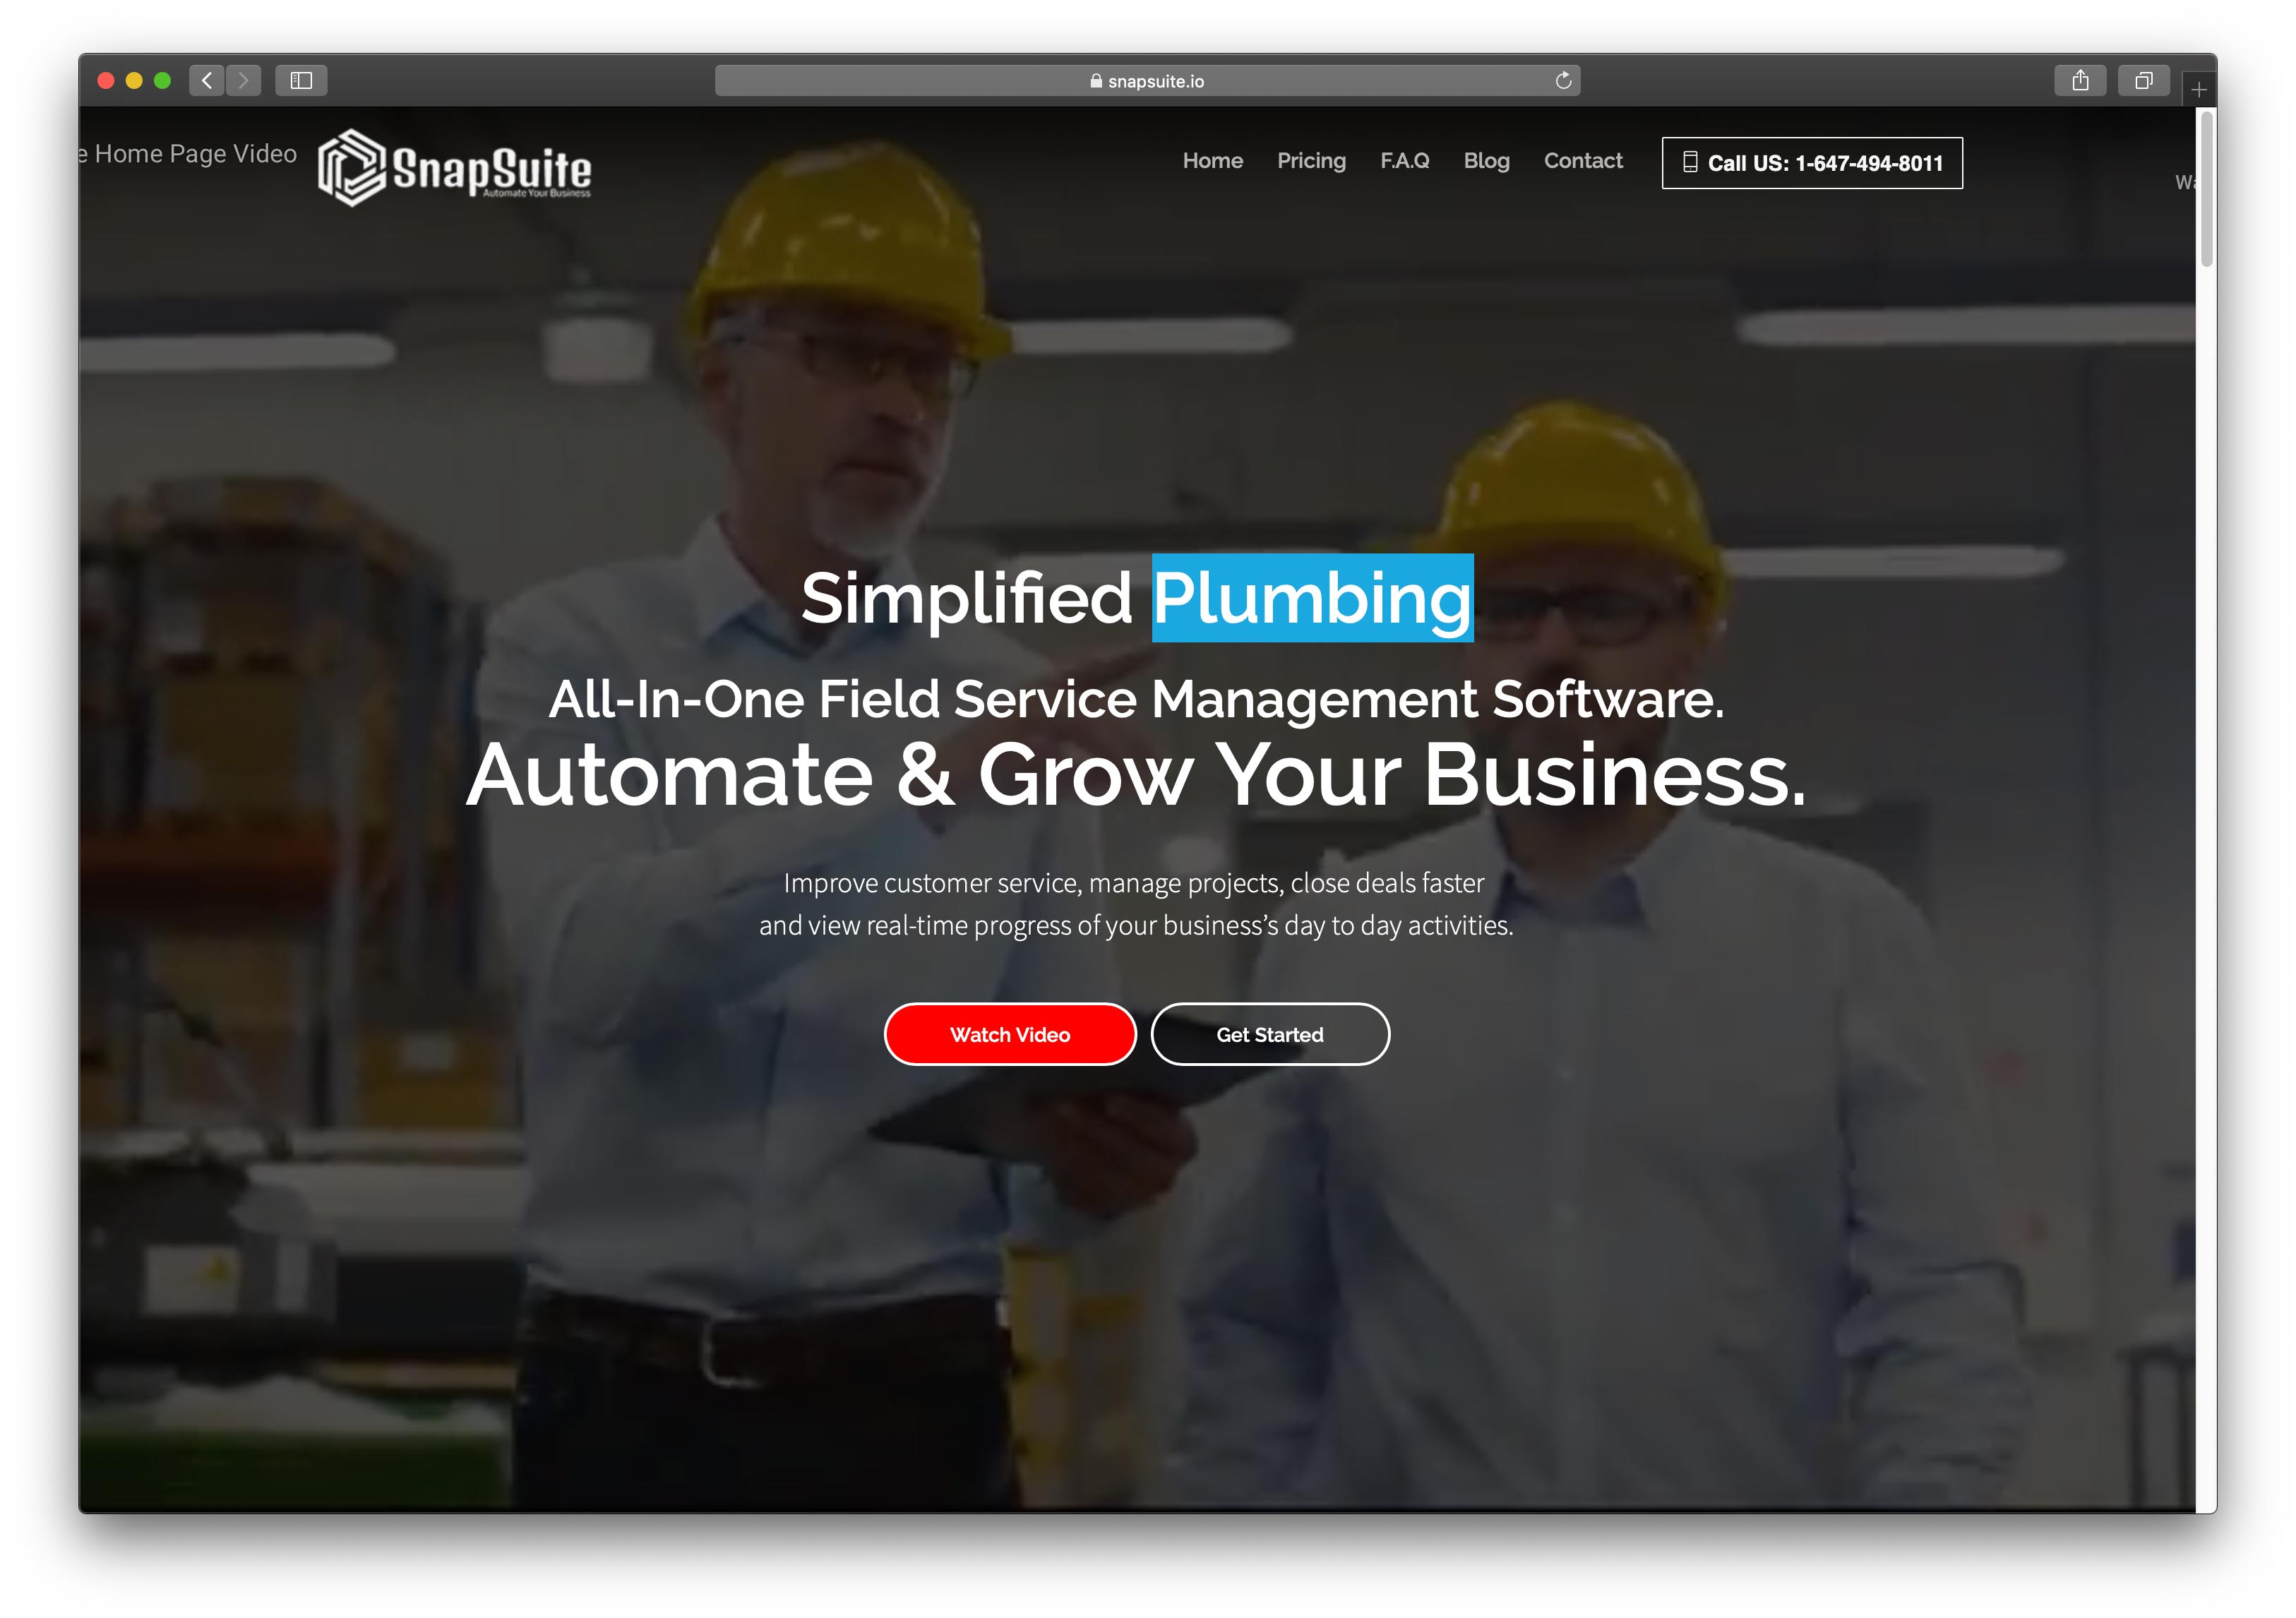 snapsuite.io
e Home Page Video
SnapSuite
Automate Your Business
Home Pricing F.A.Q Blog Contact
Call US: 1-647-494-8011
Simplified Plumbing
All-In-One Field Service Management Software.
Automate & Grow Your Business.
Improve customer service, manage projects, close deals faster
and view real-time progress of your business’s day to day activities.
Watch Video Get Started